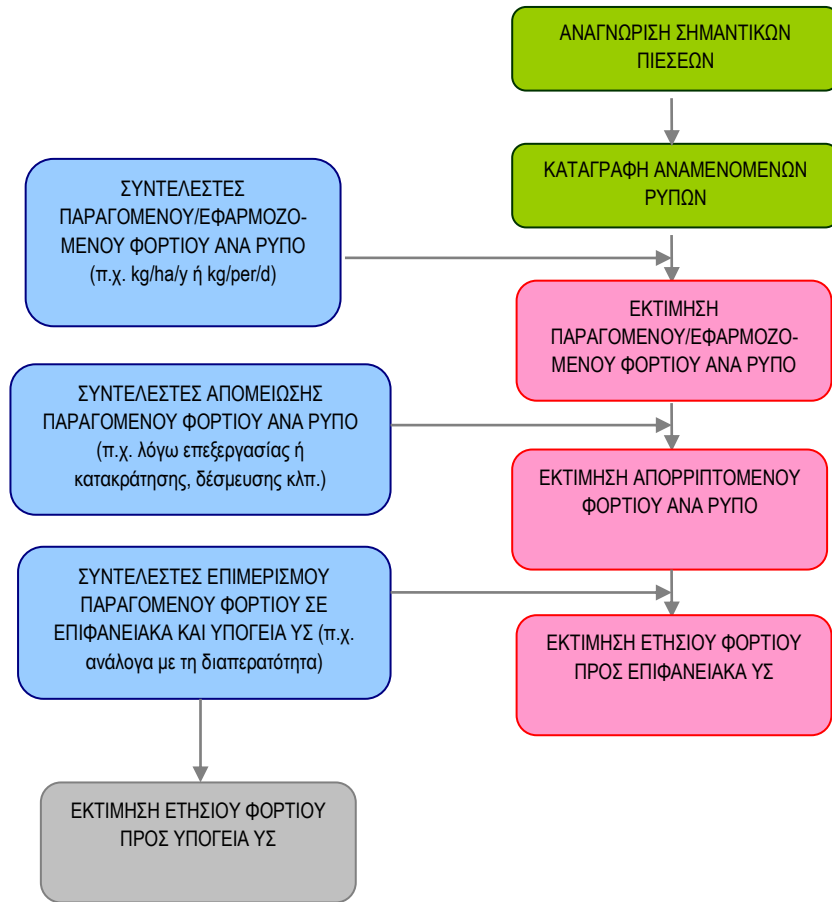 ΑΝΑΓΝΩΡΙΣΗ ΣΗΜΑΝΤΙΚΩΝ
ΠΙΕΣΕΩΝ
ΚΑΤΑΓΡΑΦΗ ΑΝΑΜΕΝΟΜΕΝΩΝ
ΡΥΠΩΝ
ΣΥΝΤΕΛΕΣΤΕΣ
ΠΑΡΑΓΟΜΕΝΟΥ/ΕΦΑΡΜΟΖΟ-
ΜΕΝΟΥ ΦΟΡΤΙΟΥ ΑΝΑ ΡΥΠΟ
(π.χ. kg/ha/y ή kg/per/d)
ΕΚΤΙΜΗΣΗ
ΠΑΡΑΓΟΜΕΝΟΥ/ΕΦΑΡΜΟΖΟ-
ΜΕΝΟΥ ΦΟΡΤΙΟΥ ΑΝΑ ΡΥΠΟ
ΣΥΝΤΕΛΕΣΤΕΣ ΑΠΟΜΕΙΩΣΗΣ
ΠΑΡΑΓΟΜΕΝΟΥ ΦΟΡΤΙΟΥ ΑΝΑ ΡΥΠΟ
(π.χ. λόγω επεξεργασίας ή
κατακράτησης, δέσμευσης κλπ.)
ΕΚΤΙΜΗΣΗ ΑΠΟΡΡΙΠΤΟΜΕΝΟΥ
ΦΟΡΤΙΟΥ ΑΝΑ ΡΥΠΟ
ΣΥΝΤΕΛΕΣΤΕΣ ΕΠΙΜΕΡΙΣΜΟΥ
ΠΑΡΑΓΟΜΕΝΟΥ ΦΟΡΤΙΟΥ ΣΕ
ΕΠΙΦΑΝΕΙΑΚΑ ΚΑΙ ΥΠΟΓΕΙΑ ΥΣ (π.χ.
ανάλογα με τη διαπερατότητα)
ΕΚΤΙΜΗΣΗ ΕΤΗΣΙΟΥ ΦΟΡΤΙΟΥ
ΠΡΟΣ ΕΠΙΦΑΝΕΙΑΚΑ ΥΣ
ΕΚΤΙΜΗΣΗ ΕΤΗΣΙΟΥ ΦΟΡΤΙΟΥ
ΠΡΟΣ ΥΠΟΓΕΙΑ ΥΣ